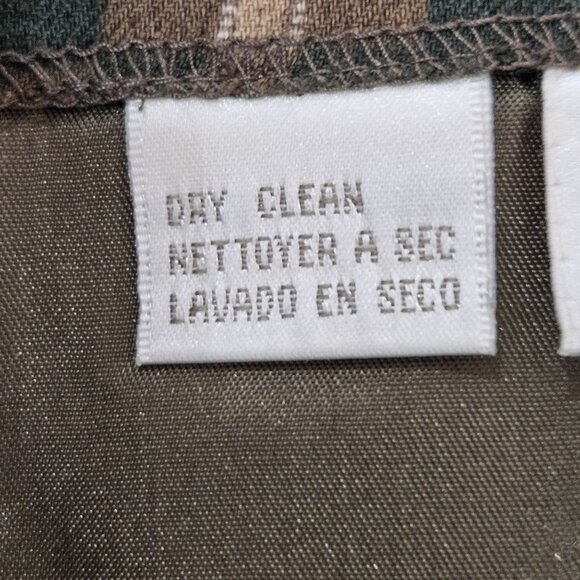 DRY CLEAN
NETTOYER A SEC
LAVADO EN SECO